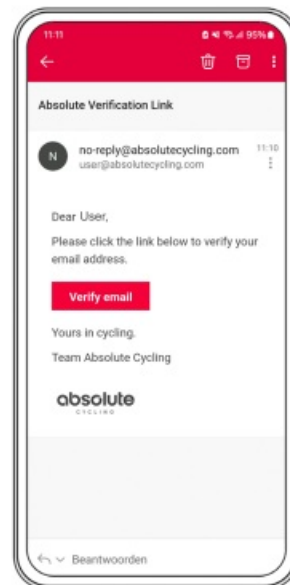 11:11 95%
Absolute Verification Link
N
no-reply@absolutecycling.com 11:10
user@absolutecycling.com
Dear User,
Please click the link below to verify your
email address.
Verify email
Yours in cycling.
Team Absolute Cycling
absolute
CYCLING
Beantwoorden